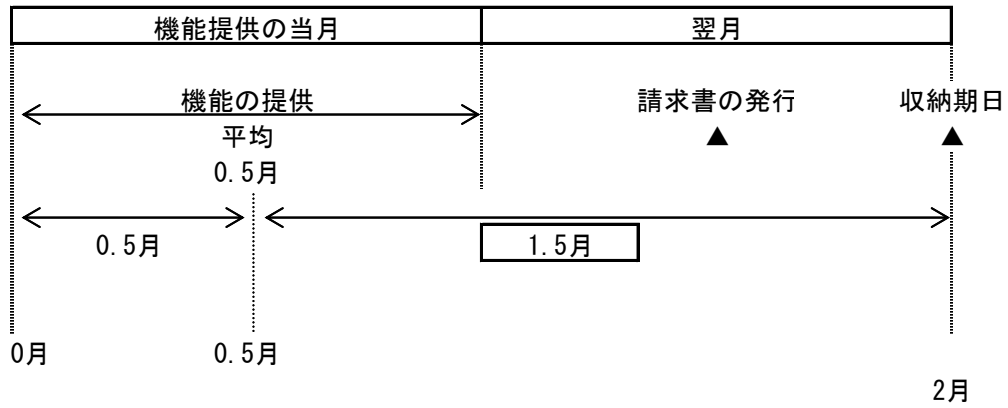 機能提供の当月 翌月
機能の提供 請求書の発行 収納期日
平均 ▲ ▲
0.5月
0.5月 1.5月
0月 0.5月
2月